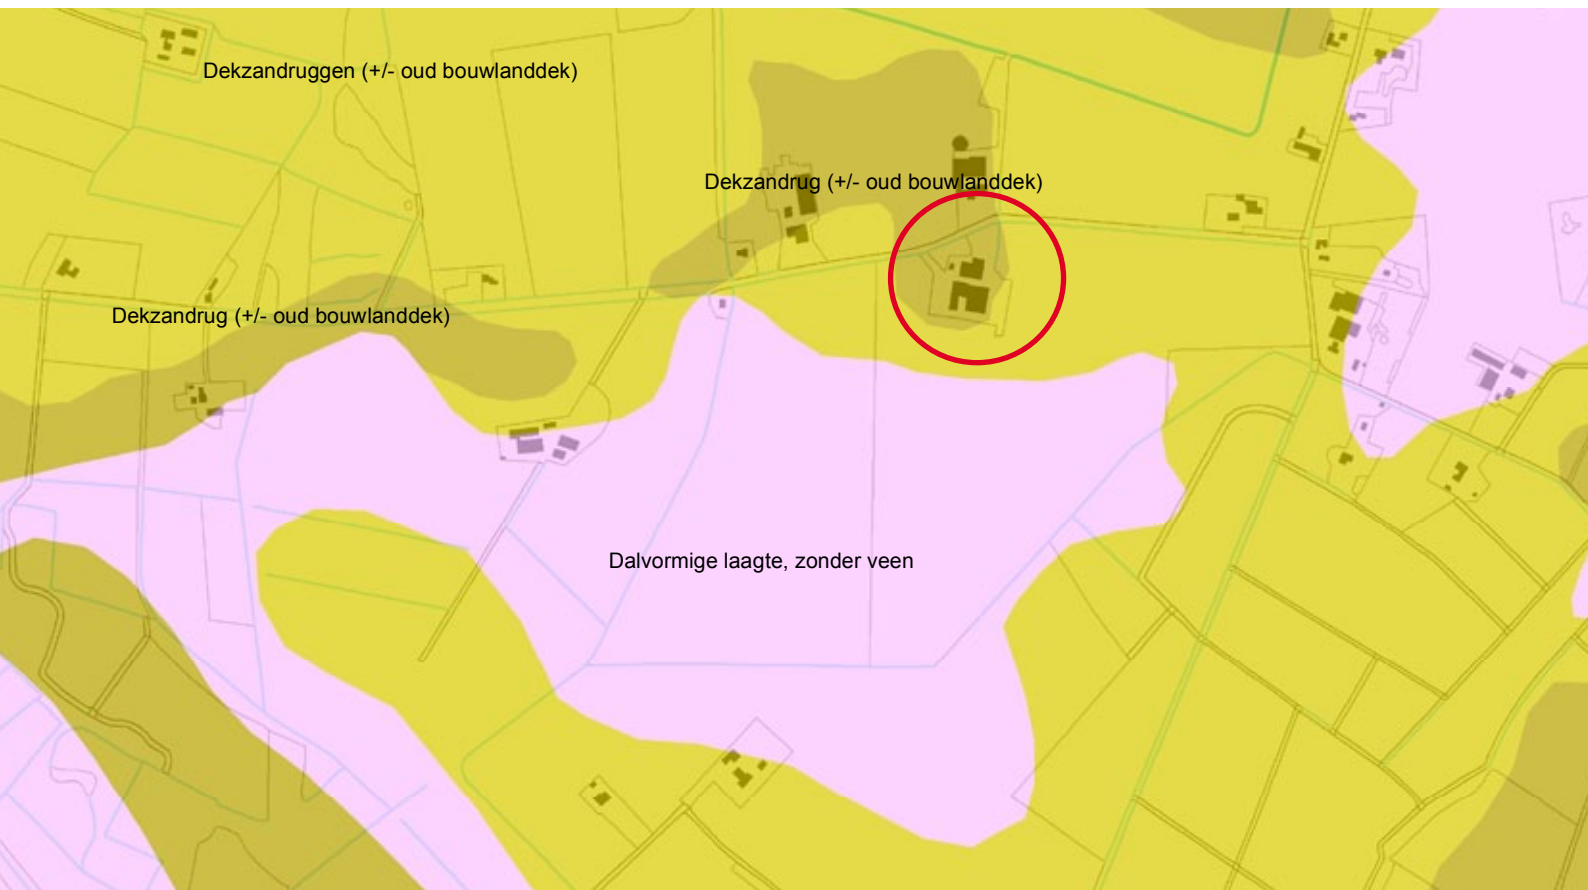 Dekzandruggen (+/- oud bouwlanddek)
Dekzandrug (+/- oud bouwlanddek)
Dekzandrug (+/- oud bouwlanddek)
Dalvormige laagte, zonder veen